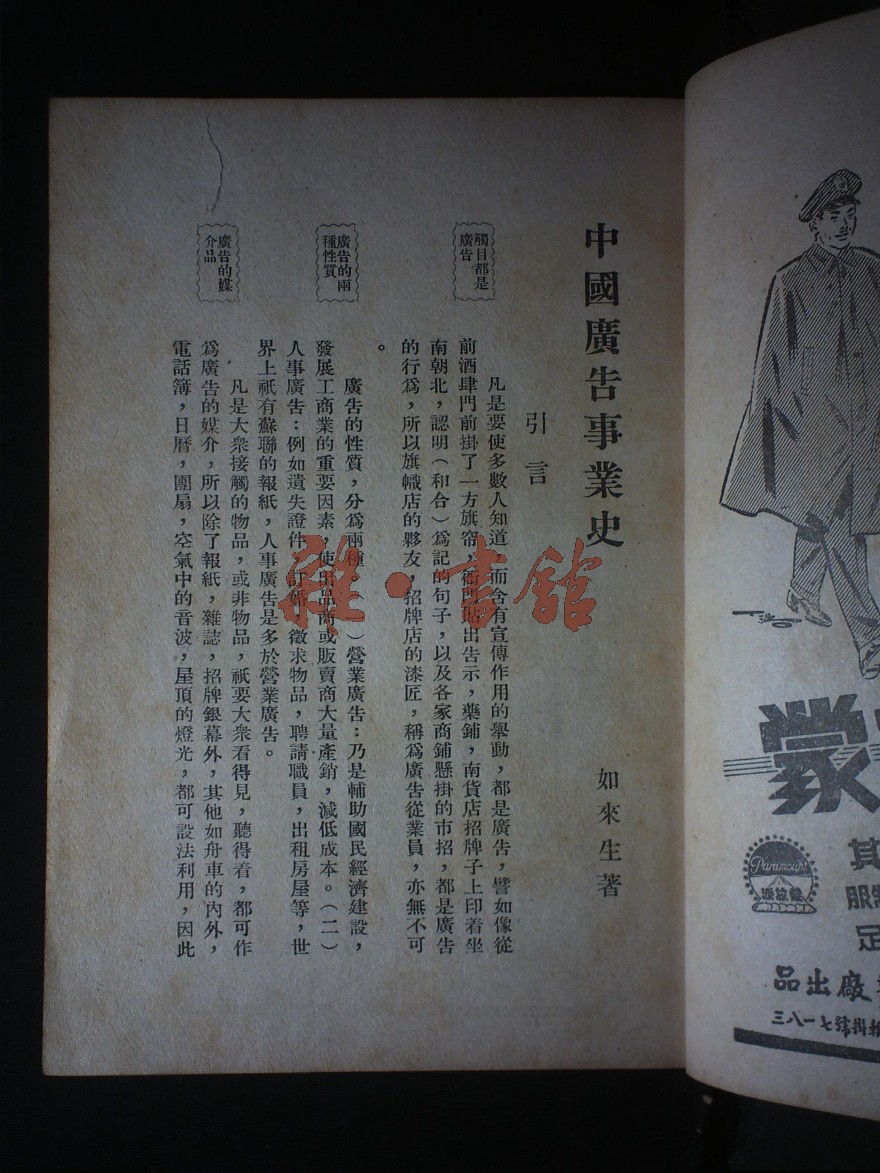 中國廣告事業史
如來生著
引言
觸目都是
廣告
凡是要使多數人知道，而含有宣傳作用的舉動，都是廣告，譬如像從
前酒肆門前掛了一方旗帘，衙門貼出告示，藥鋪，南貨店招牌子上印着坐
南朝北，認明（和合）爲記的句子，以及各家商鋪懸掛的市招，都是廣告
的行爲，所以旗幟店的夥友，招牌店的漆匠，稱爲廣告從業員，亦無不可
。
廣告的兩
種性質
廣告的性質，分爲兩種，（一）營業廣告：乃是輔助國民經濟建設，
發展工商業的重要因素，使出品商或販賣商大量產銷，減低成本。（二）
人事廣告：例如遺失證件，訂婚，徵求物品，聘請職員，出租房屋等，世
界上祇有蘇聯的報紙，人事廣告是多於營業廣告。
廣告的媒
介品
凡是大衆接觸的物品，或非物品，祇要大衆看得見，聽得着，都可作
爲廣告的媒介，所以除了報紙，雜誌，招牌銀幕外，其他如舟車的內外，
電話簿，日曆，團扇，空氣中的音波，屋頂的燈光，都可設法利用，因此
雜·書館
蒙
Paramount
派拉蒙
其
制服
足
廠出品
掛號七一八三